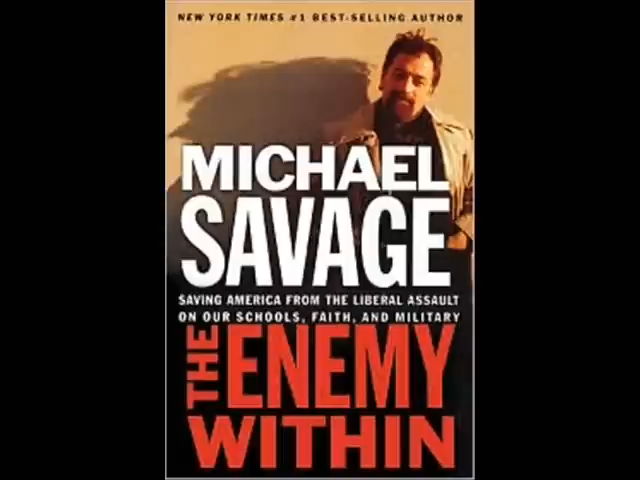 NEW YORK TIMES #1 BEST-SELLING AUTHOR
MICHAEL
SAVAGE
SAVING AMERICA FROM THE LIBERAL ASSAULT
ON OUR SCHOOLS, FAITH, AND MILITARY
THE ENEMY
WITHIN